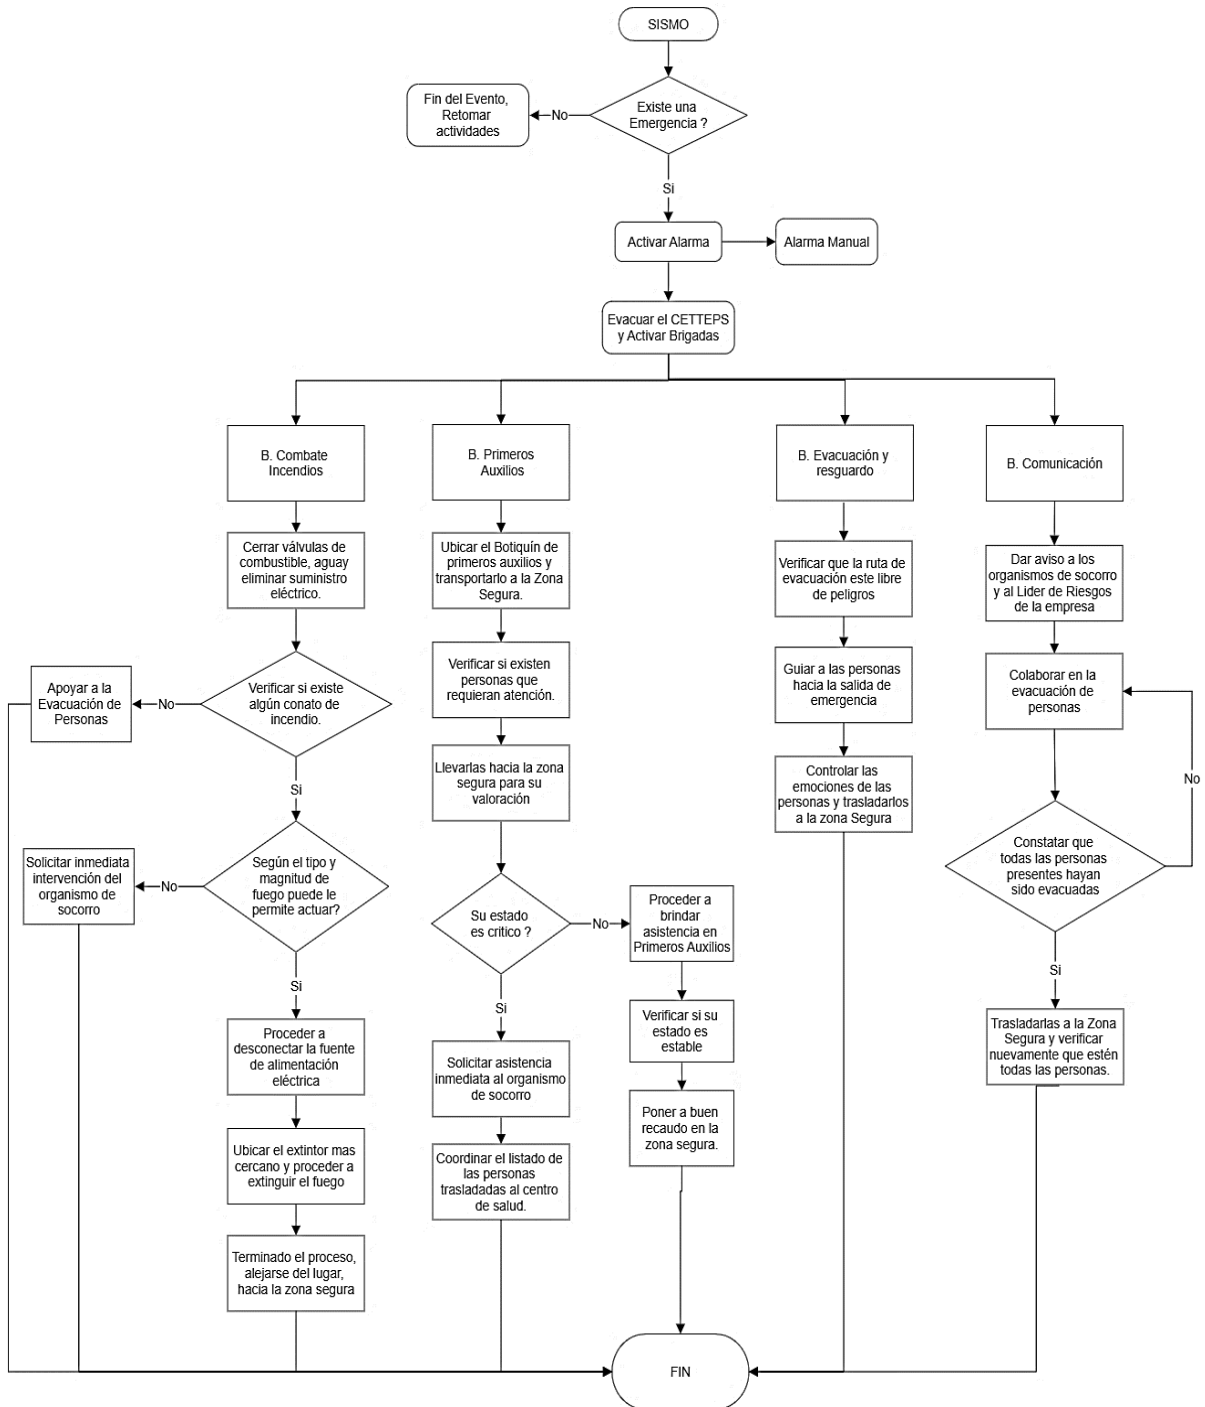 SISMO
Existe una
Emergencia ?
No
Fin del Evento,
Retomar
actividades
Si
Activar Alarma
Alarma Manual
Evacuar el CETTEPS
y Activar Brigadas
B. Combate
Incendios
Cerrar válvulas de
combustible, aguay
eliminar suministro
eléctrico.
Verificar si existe
algún conato de
incendio.
No
Apoyar a la
Evacuación de
Personas
Si
Según el tipo y
magnitud de
fuego puede le
permite actuar?
No
Solicitar inmediata
intervención del
organismo de
socorro
Si
Proceder a
desconectar la fuente
de alimentación
eléctrica
Ubicar el extintor mas
cercano y proceder a
extinguir el fuego
Terminado el proceso,
alejarse del lugar,
hacia la zona segura
B. Primeros
Auxilios
Ubicar el Botiquín de
primeros auxilios y
transportarlo a la Zona
Segura.
Verificar si existen
personas que
requieran atención.
Llevarlas hacia la zona
segura para su
valoración
Su estado
es critico ?
No
Proceder a
brindar
asistencia en
Primeros Auxilios
Verificar si su
estado es
estable
Poner a buen
recaudo en la
zona segura.
Si
Solicitar asistencia
inmediata al organismo
de socorro
Coordinar el listado de
las personas
trasladadas al centro
de salud.
B. Evacuación y
resguardo
Verificar que la ruta de
evacuación este libre
de peligros
Guiar a las personas
hacia la salida de
emergencia
Controlar las
emociones de las
personas y trasladarlos
a la zona Segura
B. Comunicación
Dar aviso a los
organismos de socorro
y al Lider de Riesgos
de la empresa
Colaborar en la
evacuación de
personas
No
Constatar que
todas las personas
presentes hayan
sido evacuadas
Si
Trasladarlas a la Zona
Segura y verificar
nuevamente que estén
todas las personas.
FIN